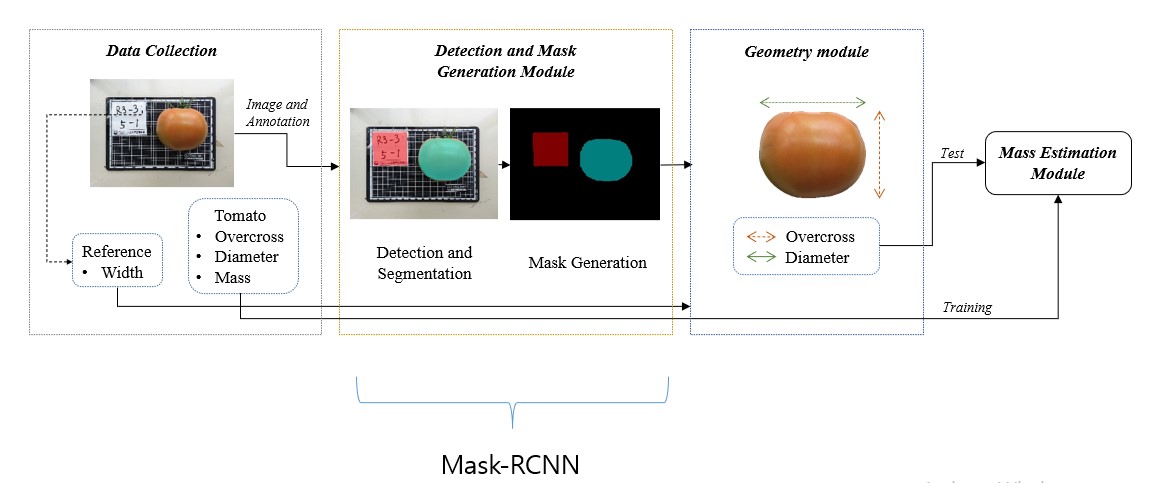 Data Collection
Detection and Mask
Generation Module
Geometry module
Image and
Annotation
R3-3
5-1
R3-3
5-1
Test
Mass Estimation
Module
Tomato
• Overcross
• Diameter
• Mass
Reference
• Width
Detection and
Segmentation
Mask Generation
Overcross
Diameter
Training
Mask-RCNN